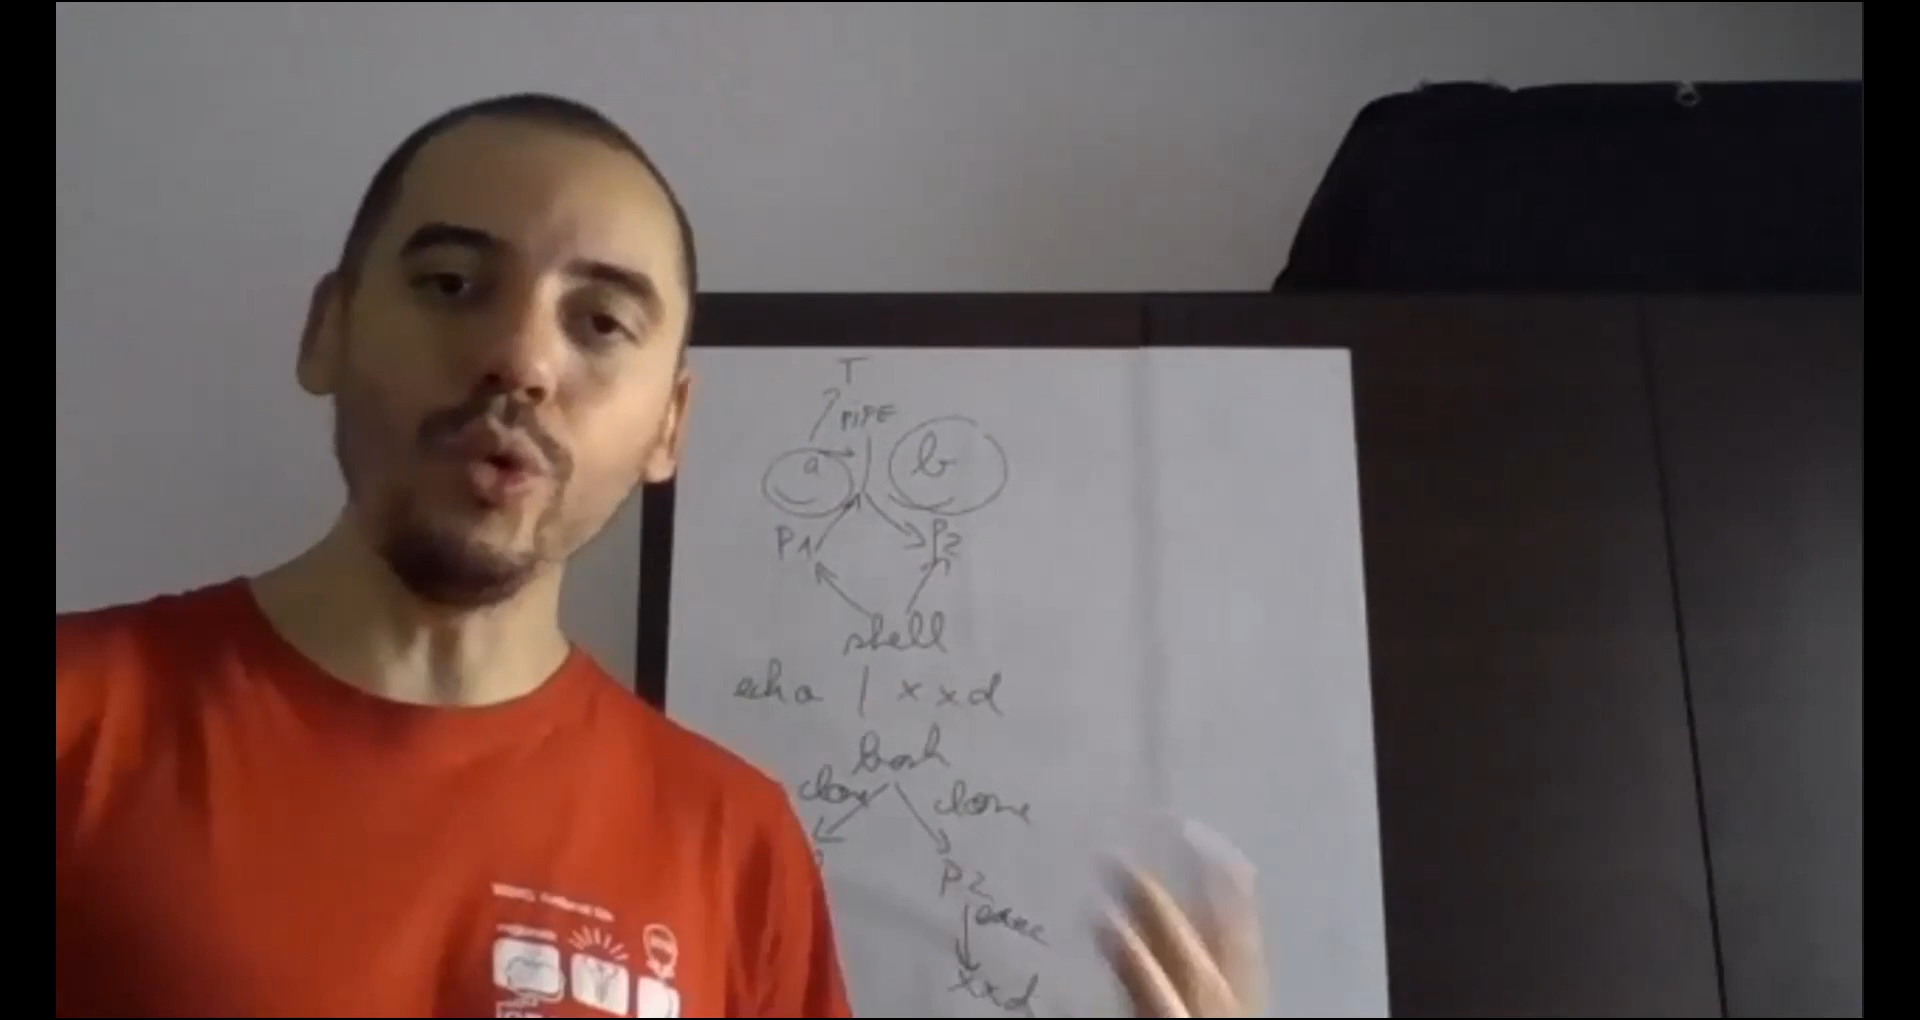 T
PIPE
a b
P1 P2
shell
echo | xxd
bash
clone clone
P2
exec
xxd